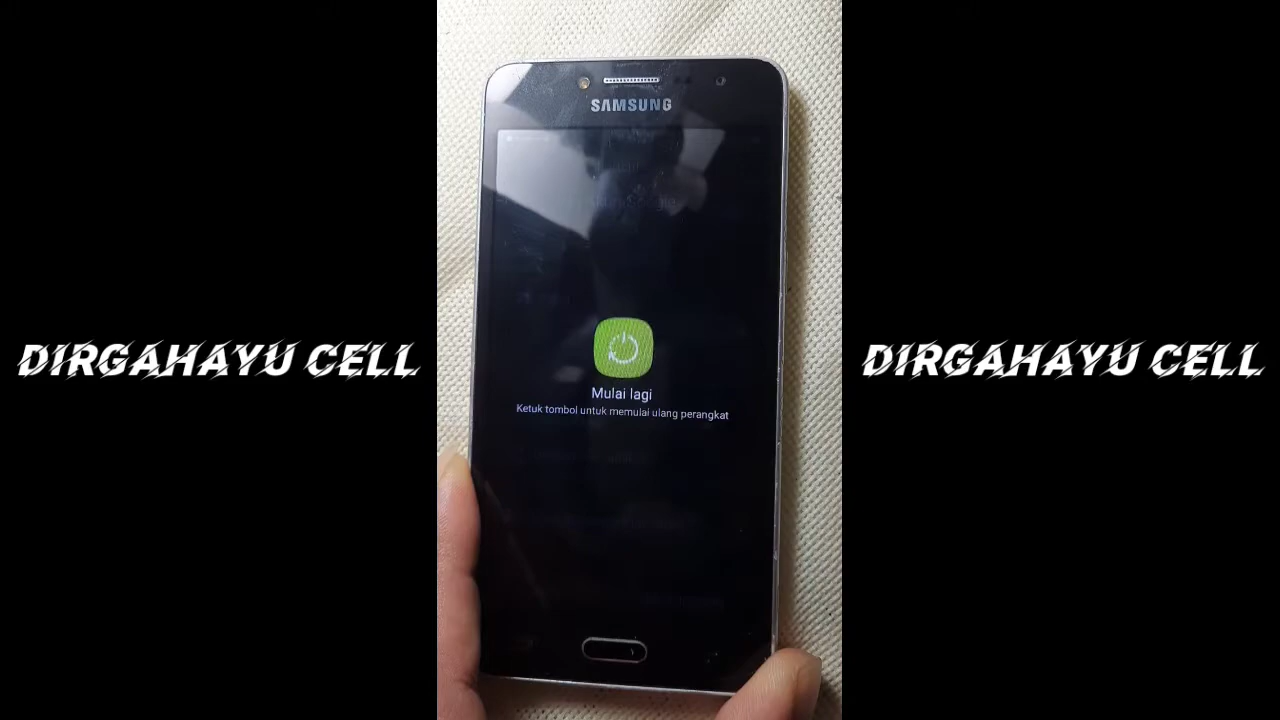 SAMSUNG
DIRGAHAYU CELL
DIRGAHAYU CELL
Mulai lagi
Ketuk tombol untuk memulai ulang perangkat